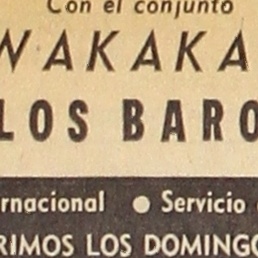 Con el conjunto
WAKAKA
LOS BARO
rnacional ● Servicio
RIMOS LOS DOMINGO